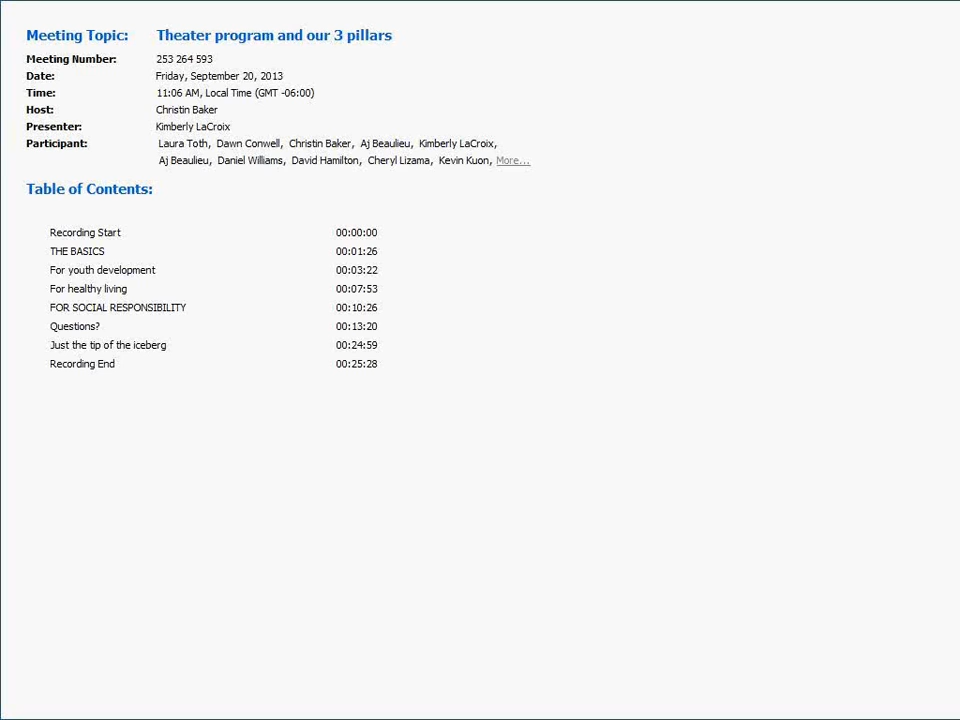 Meeting Topic: Theater program and our 3 pillars
Meeting Number: 253 264 593
Date: Friday, September 20, 2013
Time: 11:06 AM, Local Time (GMT -06:00)
Host: Christin Baker
Presenter: Kimberly LaCroix
Participant: Laura Toth, Dawn Conwell, Christin Baker, Aj Beaulieu, Kimberly LaCroix,
Aj Beaulieu, Daniel Williams, David Hamilton, Cheryl Lizama, Kevin Kuon, More...
Table of Contents:
Recording Start 00:00:00
THE BASICS 00:01:26
For youth development 00:03:22
For healthy living 00:07:53
FOR SOCIAL RESPONSIBILITY 00:10:26
Questions? 00:13:20
Just the tip of the iceberg 00:24:59
Recording End 00:25:28